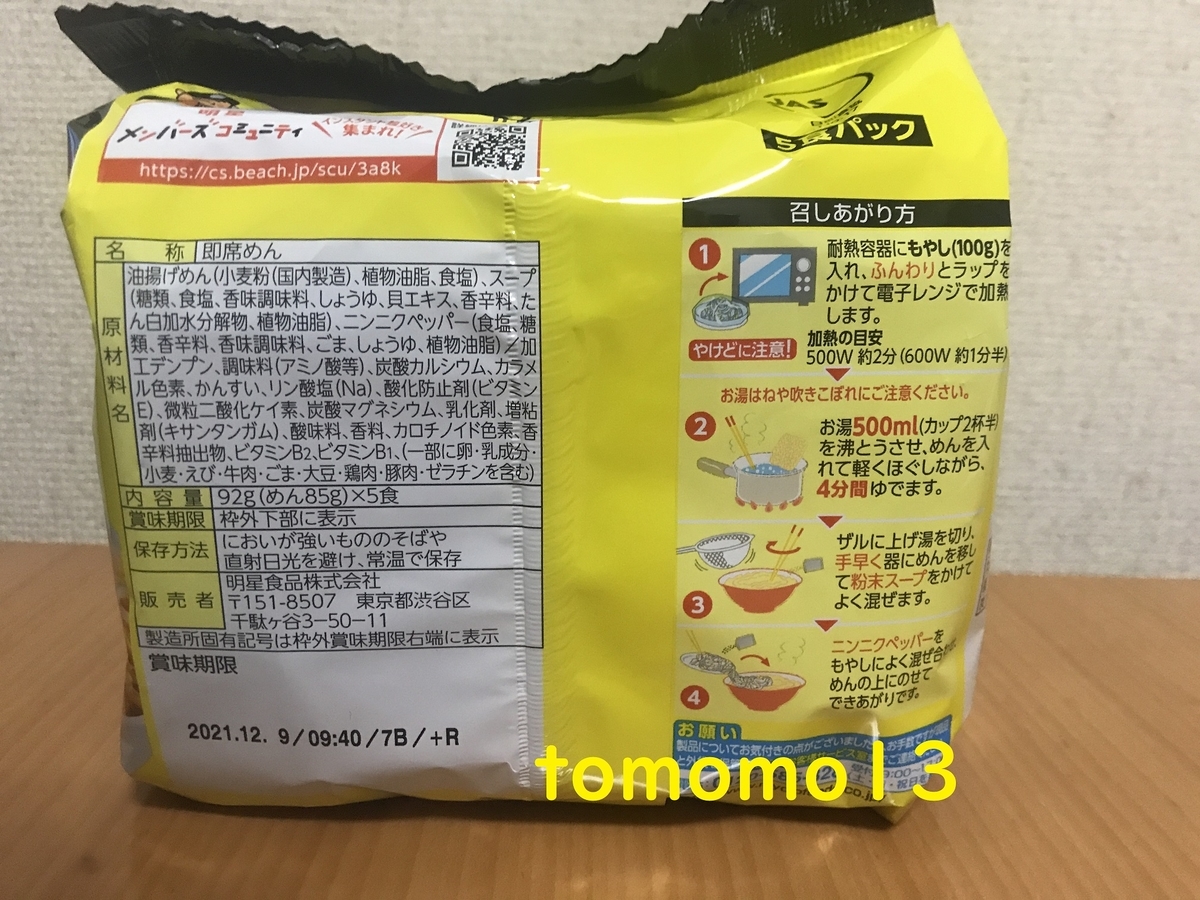 明星
メンバーズコミュニティ
集まれ!
https://cs.beach.jp/scu/3a8k
JAS
5食パック
名称 即席めん
原材料名
油揚げめん(小麦粉(国内製造)、植物油脂、食塩)、スープ
(糖類、食塩、香味調味料、しょうゆ、貝エキス、香辛料、た
ん白加水分解物、植物油脂)、ニンニクペッパー(食塩、糖
類、香辛料、香味調味料、ごま、しょうゆ、植物油脂)/加
工デンプン、調味料(アミノ酸等)、炭酸カルシウム、カラメ
ル色素、かんすい、リン酸塩(Na)、酸化防止剤(ビタミン
E)、微粒二酸化ケイ素、炭酸マグネシウム、乳化剤、増粘
剤(キサンタンガム)、酸味料、香料、カロチノイド色素、香
辛料抽出物、ビタミンB2、ビタミンB1、(一部に卵・乳成分・
小麦・えび・牛肉・ごま・大豆・鶏肉・豚肉・ゼラチンを含む)
内容量 92g(めん85g)×5食
賞味期限 枠外下部に表示
保存方法 においが強いもののそばや
直射日光を避け、常温で保存
販売者 明星食品株式会社
〒151-8507 東京都渋谷区
千駄ヶ谷3-50-11
製造所固有記号は枠外賞味期限右端に表示
賞味期限
2021.12. 9/09:40/7B/+R
召しあがり方
1
耐熱容器にもやし(100g)を
入れ、ふんわりとラップを
かけて電子レンジで加熱
します。
やけどに注意!
加熱の目安
500W 約2分(600W 約1分半)
お湯はねや吹きこぼれにご注意ください。
2
お湯500ml(カップ2杯半)
を沸とうさせ、めんを入
れて軽くほぐしながら、
4分間ゆでます。
3
ザルに上げ湯を切り、
手早く器にめんを移し
て粉末スープをかけて
よく混ぜます。
4
ニンニクペッパーを
もやしによく混ぜ合わせ
めんの上にのせて
できあがりです。
お願い
製品についてお気付きの点がございましたら、お手数ですが
tomomo13